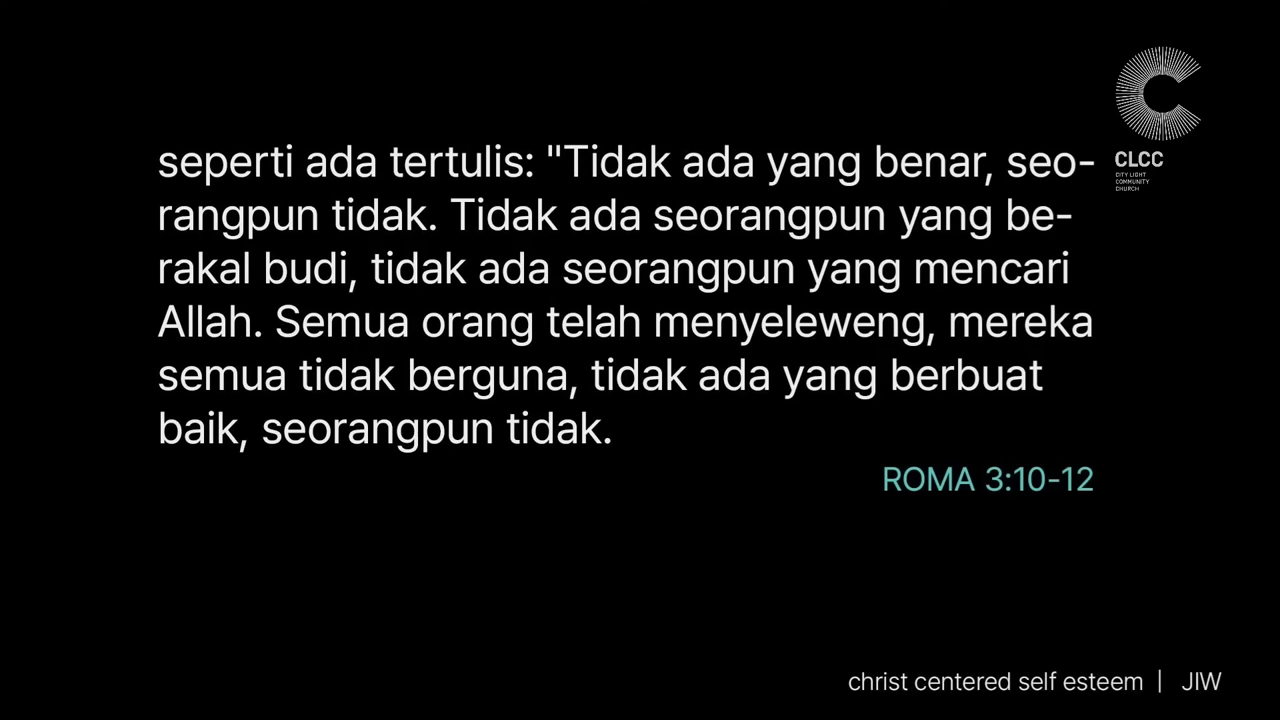 seperti ada tertulis: "Tidak ada yang benar, seo-
rangpun tidak. Tidak ada seorangpun yang be-
rakal budi, tidak ada seorangpun yang mencari
Allah. Semua orang telah menyeleweng, mereka
semua tidak berguna, tidak ada yang berbuat
baik, seorangpun tidak.
ROMA 3:10-12
CLCC
CITY LIGHT
COMMUNITY
CHURCH
christ centered self esteem | JIW